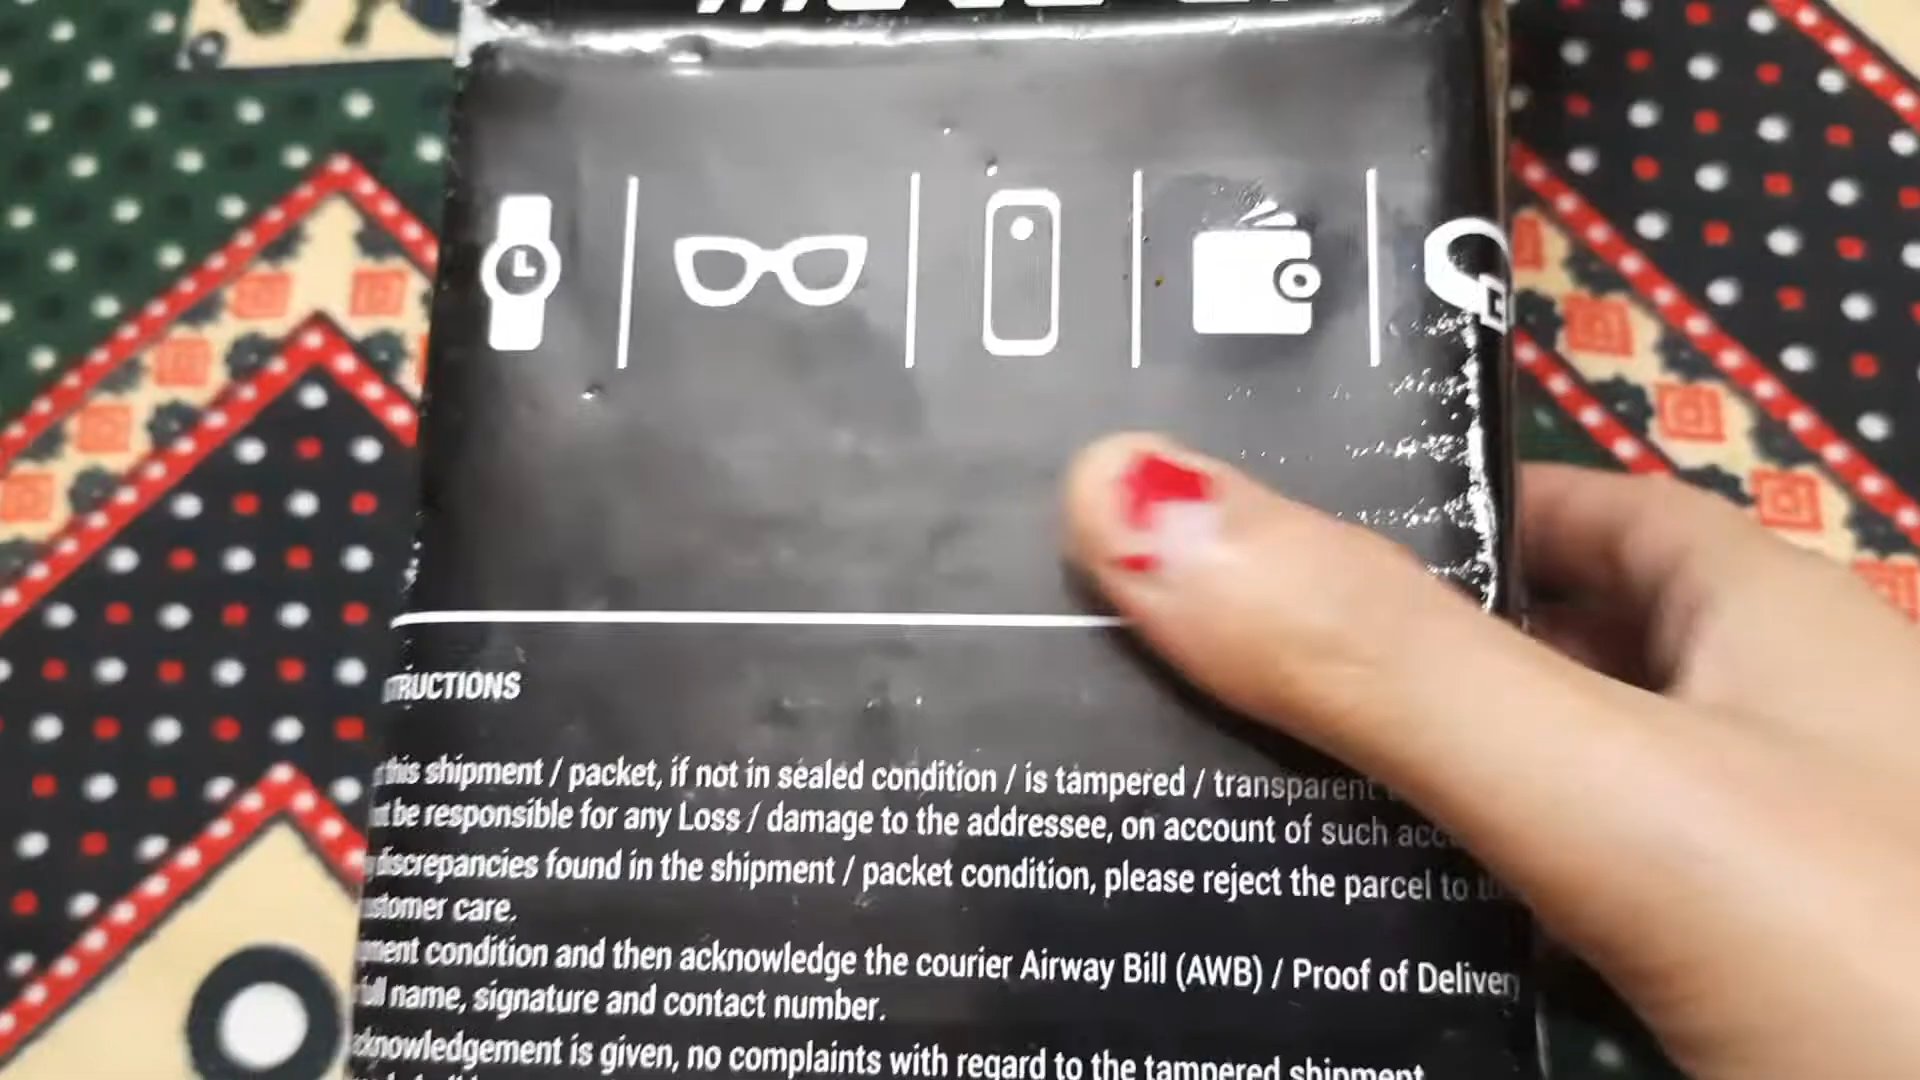 TRUCTIONS
this shipment / packet, if not in sealed condition / is tampered / transparent
be responsible for any Loss / damage to the addressee, on account of such
discrepancies found in the shipment / packet condition, please reject the parcel to
customer care.
ment condition and then acknowledge the courier Airway Bill (AWB) / Proof of Delivery
full name, signature and contact number.
cknowledgement is given, no complaints with regard to the tampered shipment